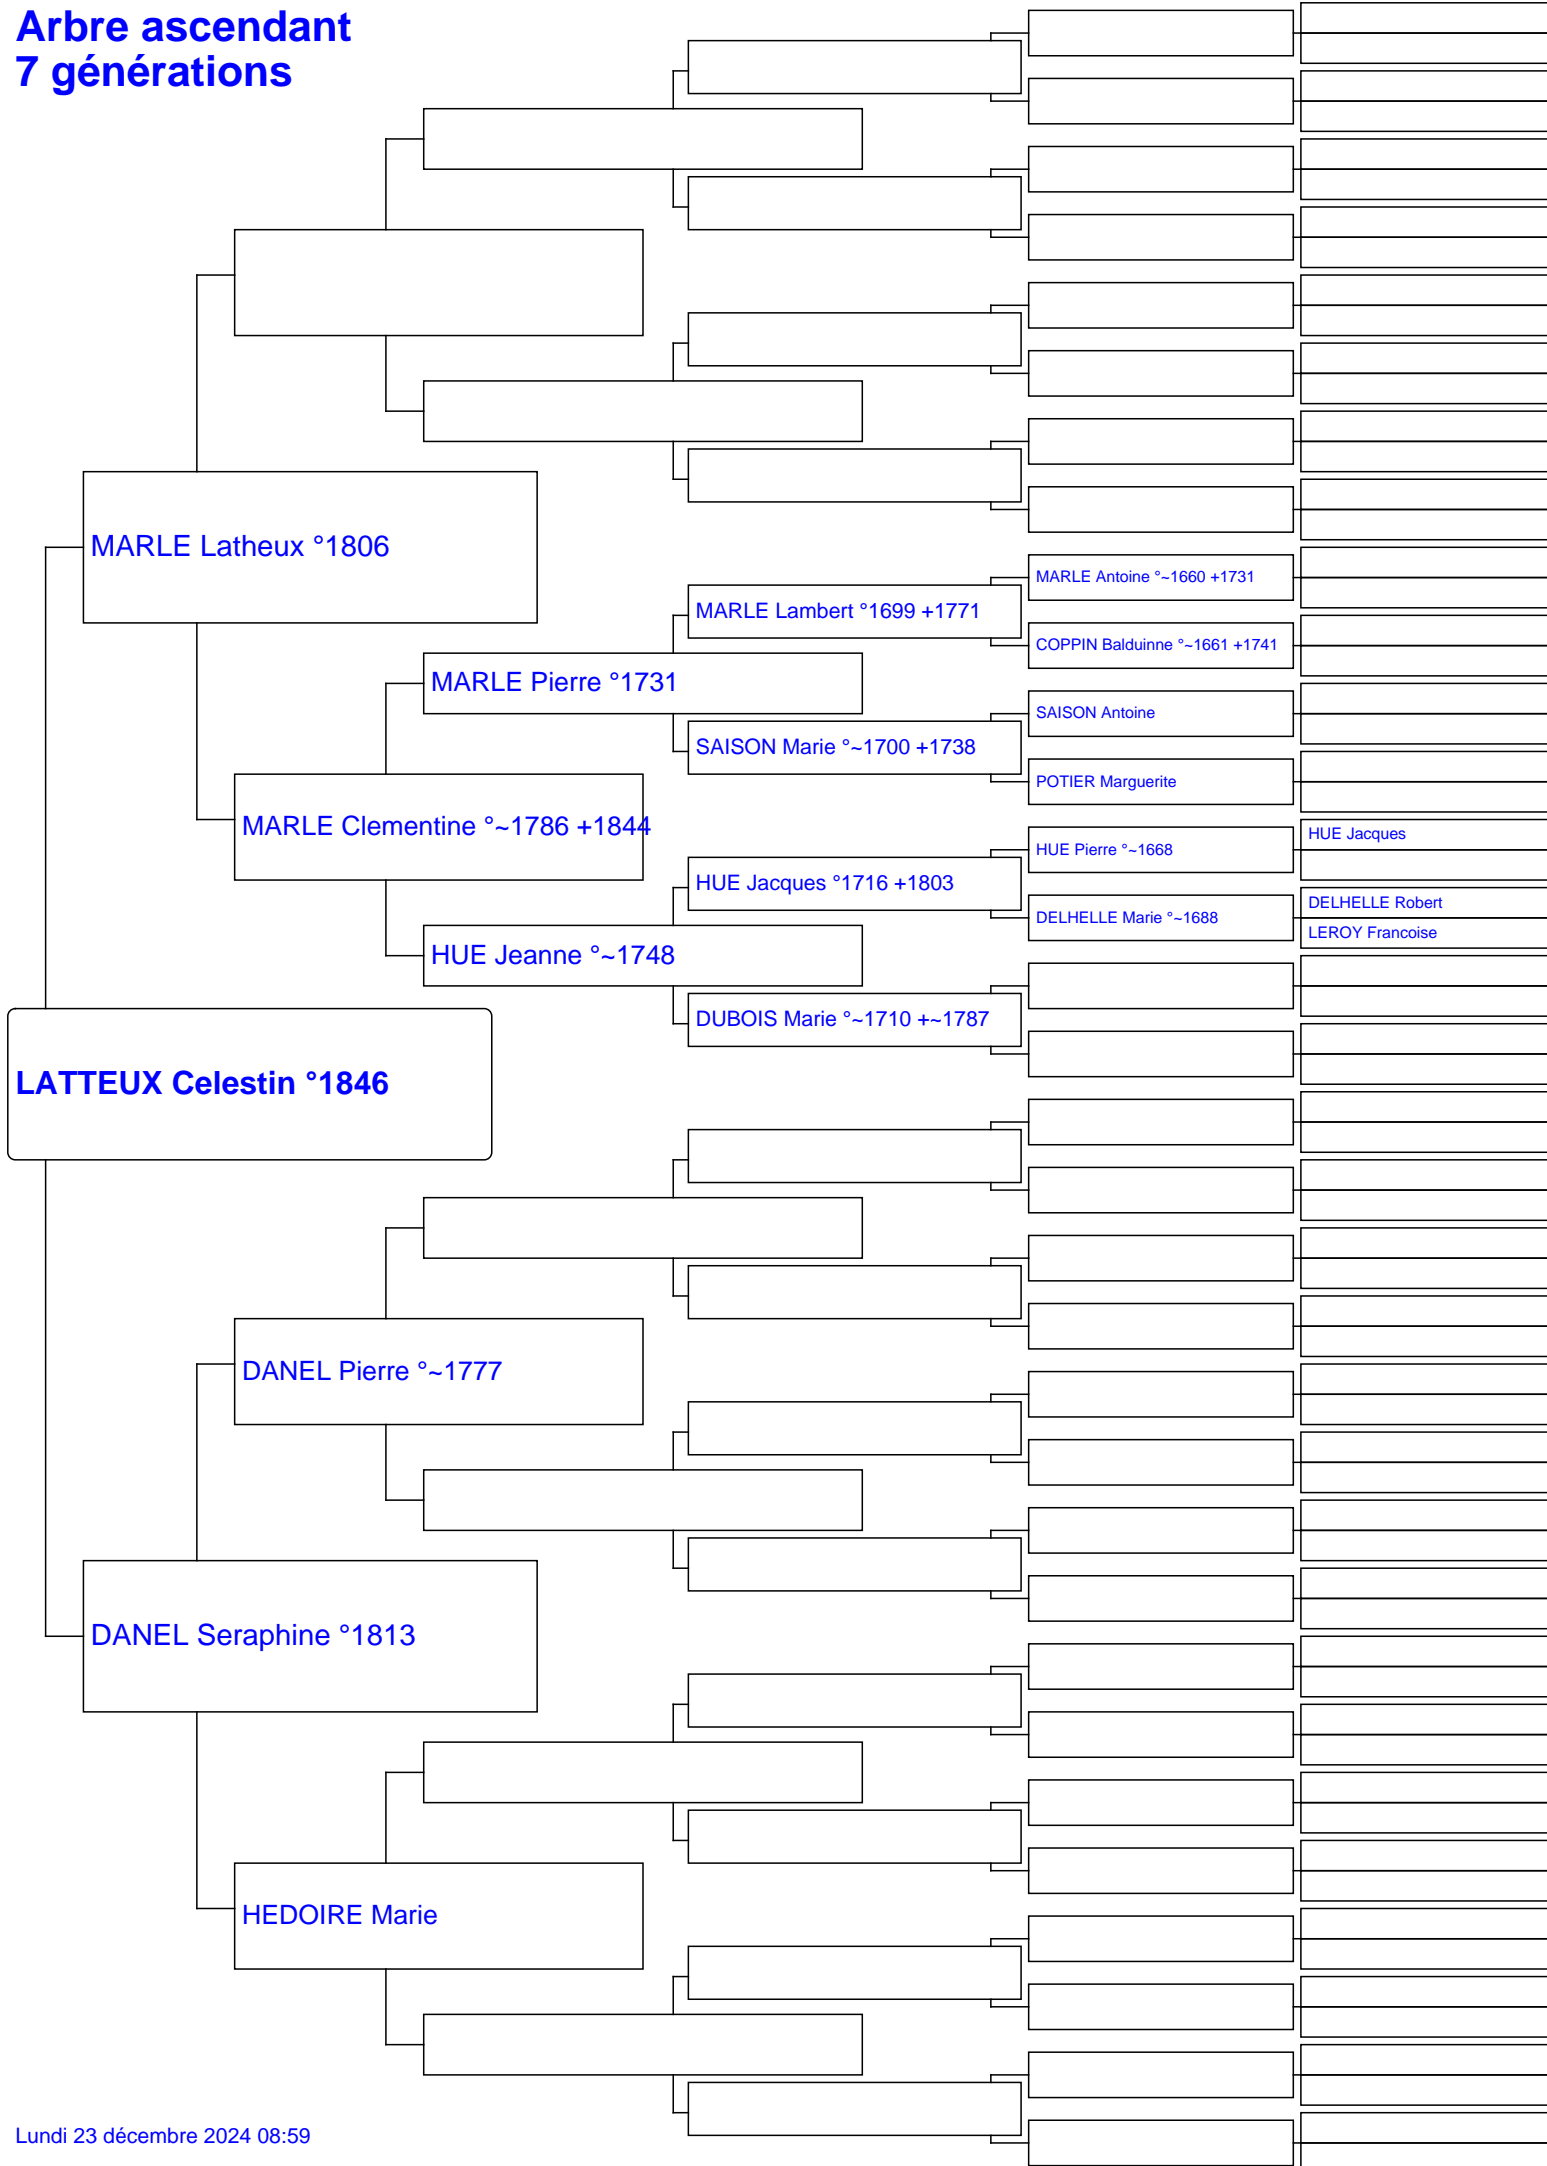 Arbre ascendant
7 générations
MARLE Latheux °1806
MARLE Antoine °~1660 +1731
MARLE Lambert °1699 +1771
COPPIN Balduinne °~1661 +1741
MARLE Pierre °1731
SAISON Antoine
SAISON Marie °~1700 +1738
POTIER Marguerite
MARLE Clementine °~1786 +1844
HUE Jacques
HUE Pierre °~1668
HUE Jacques °1716 +1803
DELHELLE Robert
DELHELLE Marie °~1688
LEROY Francoise
HUE Jeanne °~1748
DUBOIS Marie °~1710 +~1787
LATTEUX Celestin °1846
DANEL Pierre °~1777
DANEL Seraphine °1813
HEDOIRE Marie
Lundi 23 décembre 2024 08:59